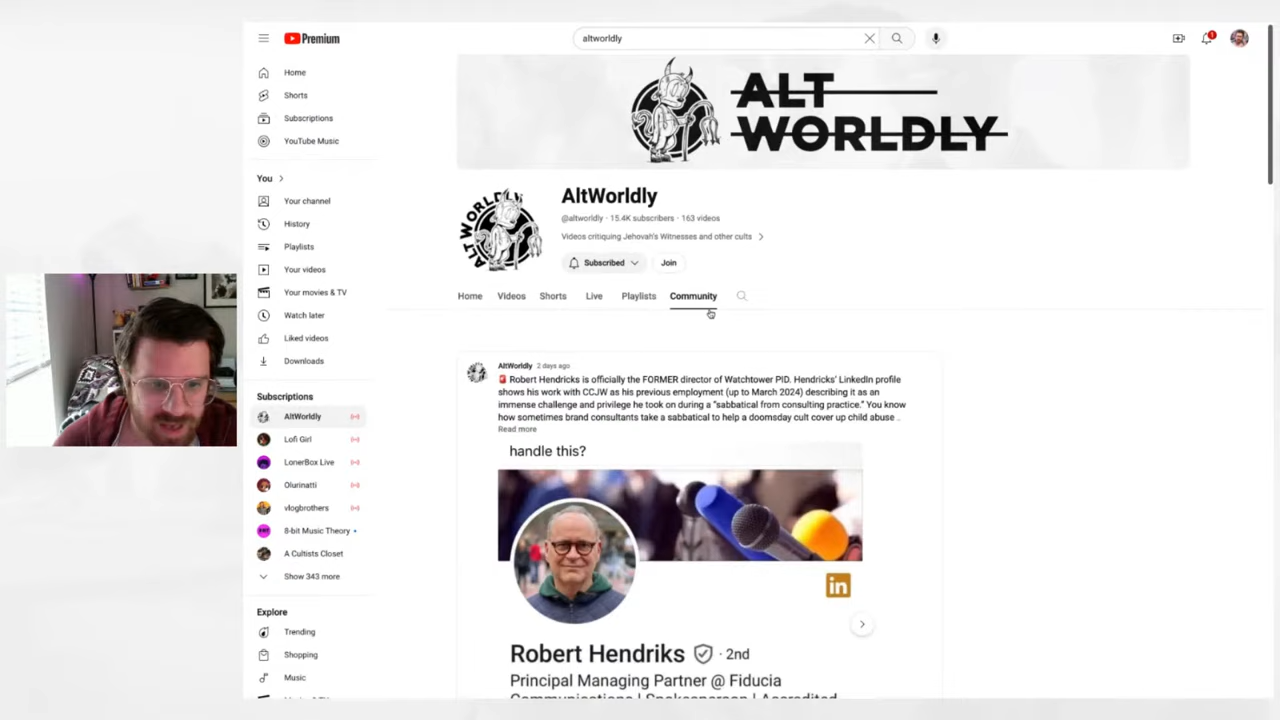 Premium
altworldly
1
Home
Shorts
Subscriptions
YouTube Music
You
Your channel
History
Playlists
Your videos
Your movies & TV
Watch later
Liked videos
Downloads
Subscriptions
AltWorldly
Lofi Girl
LonerBox Live
Olurinatti
vlogbrothers
8-bit Music Theory
A Cultists Closet
Show 343 more
Explore
Trending
Shopping
Music
ALT
WORLDLY
ALT WORLDLY
AltWorldly
@altworldly · 15.4K subscribers · 163 videos
Videos critiquing Jehovah's Witnesses and other cults
Subscribed
Join
Home
Videos
Shorts
Live
Playlists
Community
AltWorldly 2 days ago
🚨 Robert Hendricks is officially the FORMER director of Watchtower PID. Hendricks' LinkedIn profile
shows his work with CCJW as his previous employment (up to March 2024) describing it as an
immense challenge and privilege he took on during a "sabbatical from consulting practice." You know
how sometimes brand consultants take a sabbatical to help a doomsday cult cover up child abuse ..
Read more
handle this?
in
Robert Hendriks · 2nd
Principal Managing Partner @ Fiducia
Communications | Spokesperson | Accredited